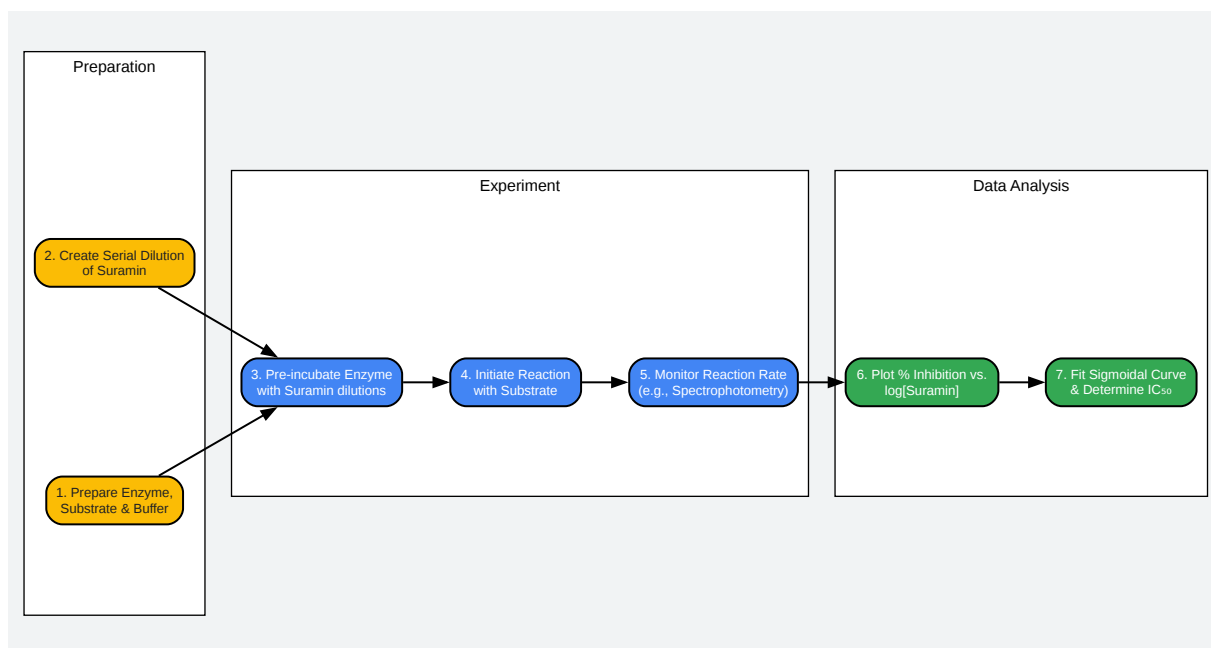 Preparation
2. Create Serial Dilution
of Suramin
1. Prepare Enzyme,
Substrate & Buffer
Experiment
3. Pre-incubate Enzyme
with Suramin dilutions
4. Initiate Reaction
with Substrate
5. Monitor Reaction Rate
(e.g., Spectrophotometry)
Data Analysis
6. Plot % Inhibition vs.
log[Suramin]
7. Fit Sigmoidal Curve
& Determine IC₅₀